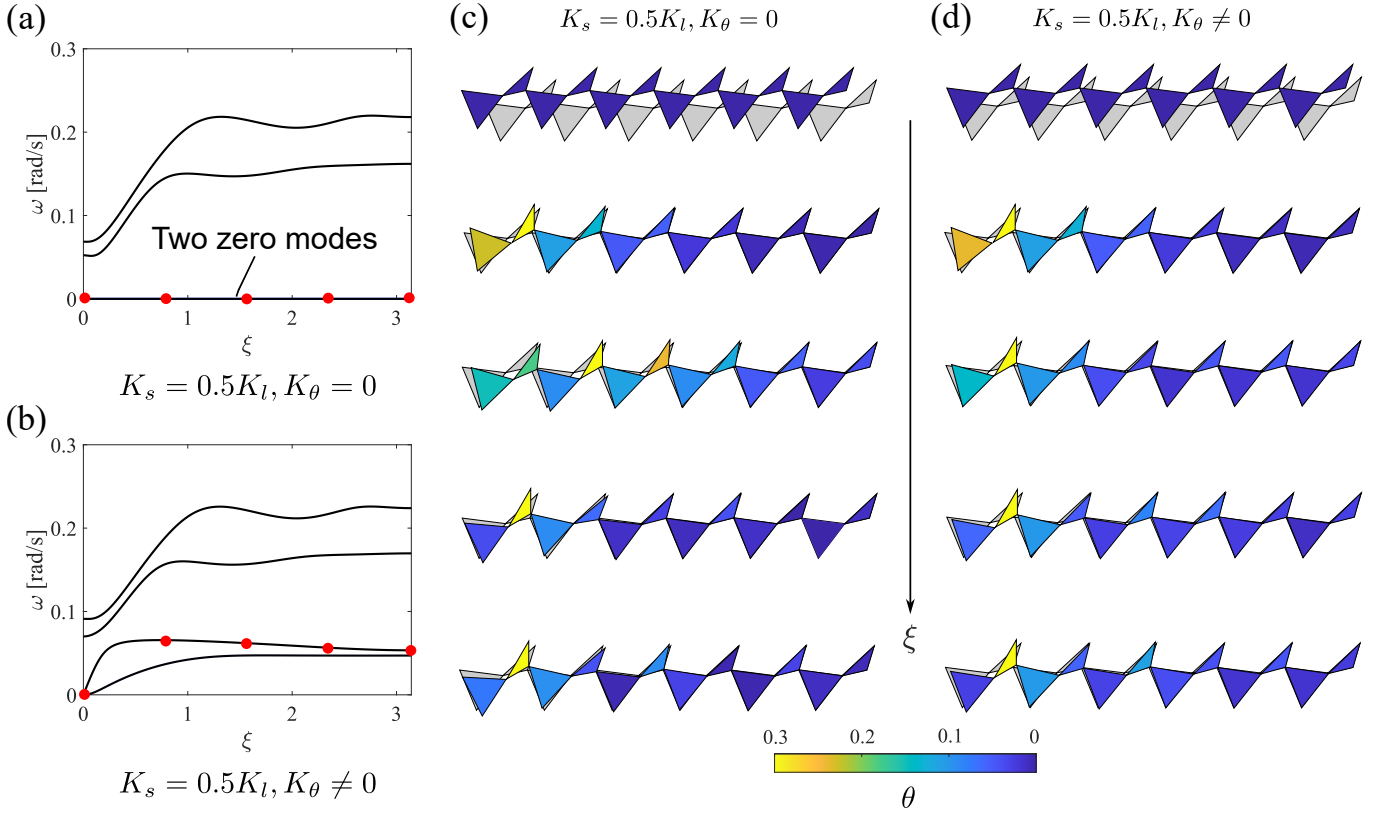 (a)
0.3
0.2
0.1
0
ω [rad/s]
Two zero modes
0 1 2 3
ξ
K_s = 0.5K_l, K_θ = 0
(b)
0.3
0.2
0.1
0
ω [rad/s]
0 1 2 3
ξ
K_s = 0.5K_l, K_θ ≠ 0
(c)
K_s = 0.5K_l, K_θ = 0
ξ
(d)
K_s = 0.5K_l, K_θ ≠ 0
0.3 0.2 0.1 0
θ